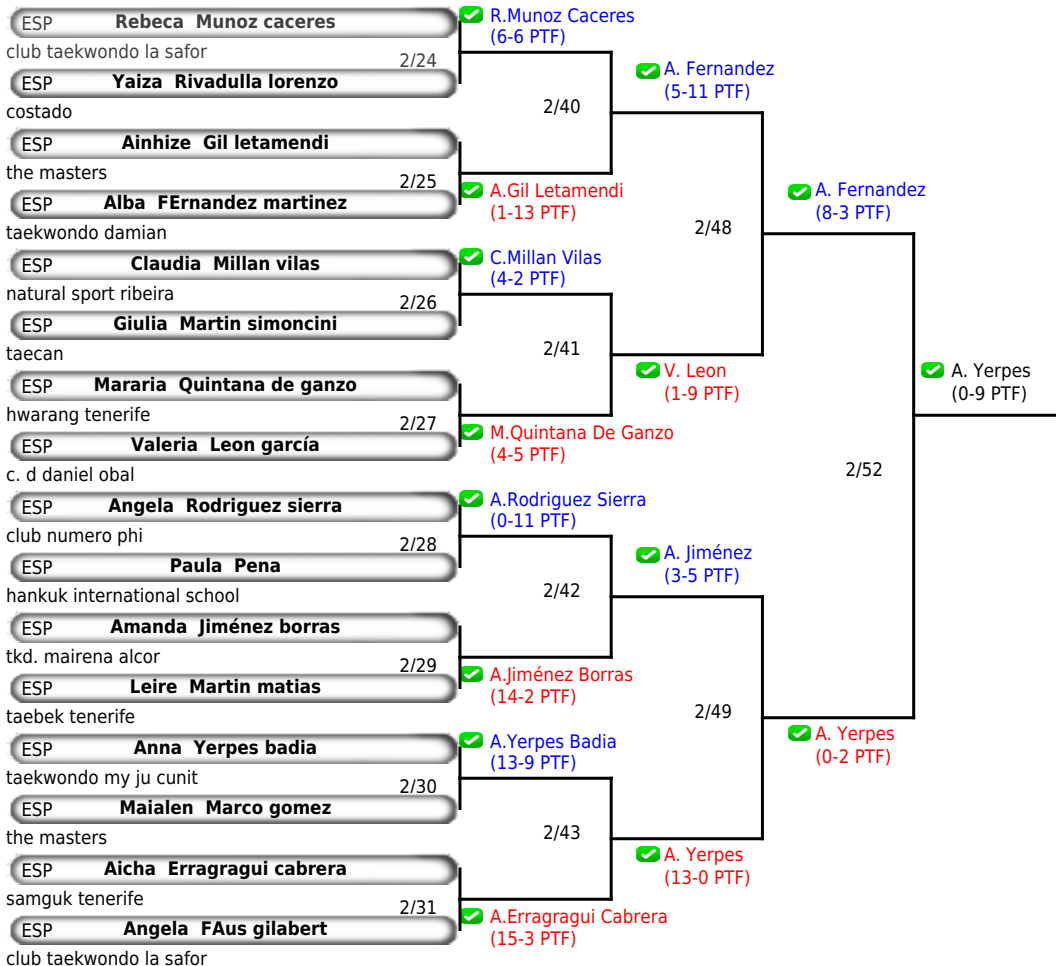 ESP Rebeca Munoz caceres
club taekwondo la safor
2/24
ESP Yaiza Rivadulla lorenzo
costado
ESP Ainhize Gil letamendi
the masters
2/25
ESP Alba FErnandez martinez
taekwondo damian
ESP Claudia Millan vilas
natural sport ribeira
2/26
ESP Giulia Martin simoncini
taecan
ESP Mararia Quintana de ganzo
hwarang tenerife
2/27
ESP Valeria Leon garcía
c. d daniel obal
ESP Angela Rodriguez sierra
club numero phi
2/28
ESP Paula Pena
hankuk international school
ESP Amanda Jiménez borras
tkd. mairena alcor
2/29
ESP Leire Martin matias
taebek tenerife
ESP Anna Yerpes badia
taekwondo my ju cunit
2/30
ESP Maialen Marco gomez
the masters
ESP Aicha Erragragui cabrera
samguk tenerife
2/31
ESP Angela FAus gilabert
club taekwondo la safor
R.Munoz Caceres
(6-6 PTF)
2/40
A.Gil Letamendi
(1-13 PTF)
C.Millan Vilas
(4-2 PTF)
2/41
M.Quintana De Ganzo
(4-5 PTF)
A.Rodriguez Sierra
(0-11 PTF)
2/42
A.Jiménez Borras
(14-2 PTF)
A.Yerpes Badia
(13-9 PTF)
2/43
A.Erragragui Cabrera
(15-3 PTF)
A. Fernandez
(5-11 PTF)
2/48
V. Leon
(1-9 PTF)
A. Jiménez
(3-5 PTF)
2/49
A. Yerpes
(13-0 PTF)
A. Fernandez
(8-3 PTF)
2/52
A. Yerpes
(0-2 PTF)
A. Yerpes
(0-9 PTF)